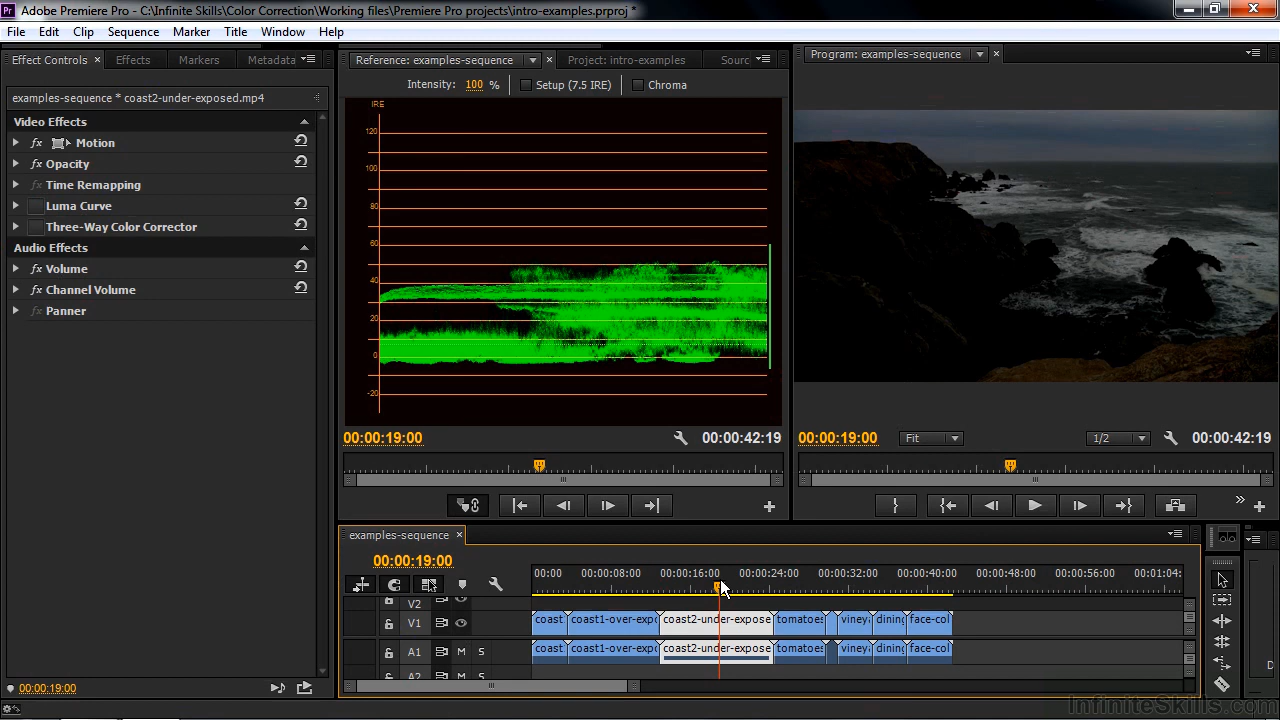 Pr Adobe Premiere Pro - C:\Infinite Skills\Color Correction\Working files\Premiere Pro projects\intro-examples.prproj *
File Edit Clip Sequence Marker Title Window Help
Effect Controls × Effects Markers Metadata
examples-sequence * coast2-under-exposed.mp4
Video Effects
fx Motion
fx Opacity
fx Time Remapping
Luma Curve
Three-Way Color Corrector
Audio Effects
fx Volume
fx Channel Volume
fx Panner
00:00:19:00
Reference: examples-sequence × Project: intro-examples Sourc
Intensity: 100 % Setup (7.5 IRE) Chroma
IRE
120
100
80
60
40
20
0
-20
00:00:19:00 00:00:42:19
Program: examples-sequence ×
00:00:19:00 Fit 1/2 00:00:42:19
examples-sequence ×
00:00:19:00
00:00 00:00:08:00 00:00:16:00 00:00:24:00 00:00:32:00 00:00:40:00 00:00:48:00 00:00:56:00 00:01:04:
V2
V1 coast coast1-over-expo coast2-under-expose tomatoes viney dining face-col
A1 M S coast coast1-over-expo coast2-under-expose tomatoes viney dining face-col
A2 M S
D
InfiniteSkills.com